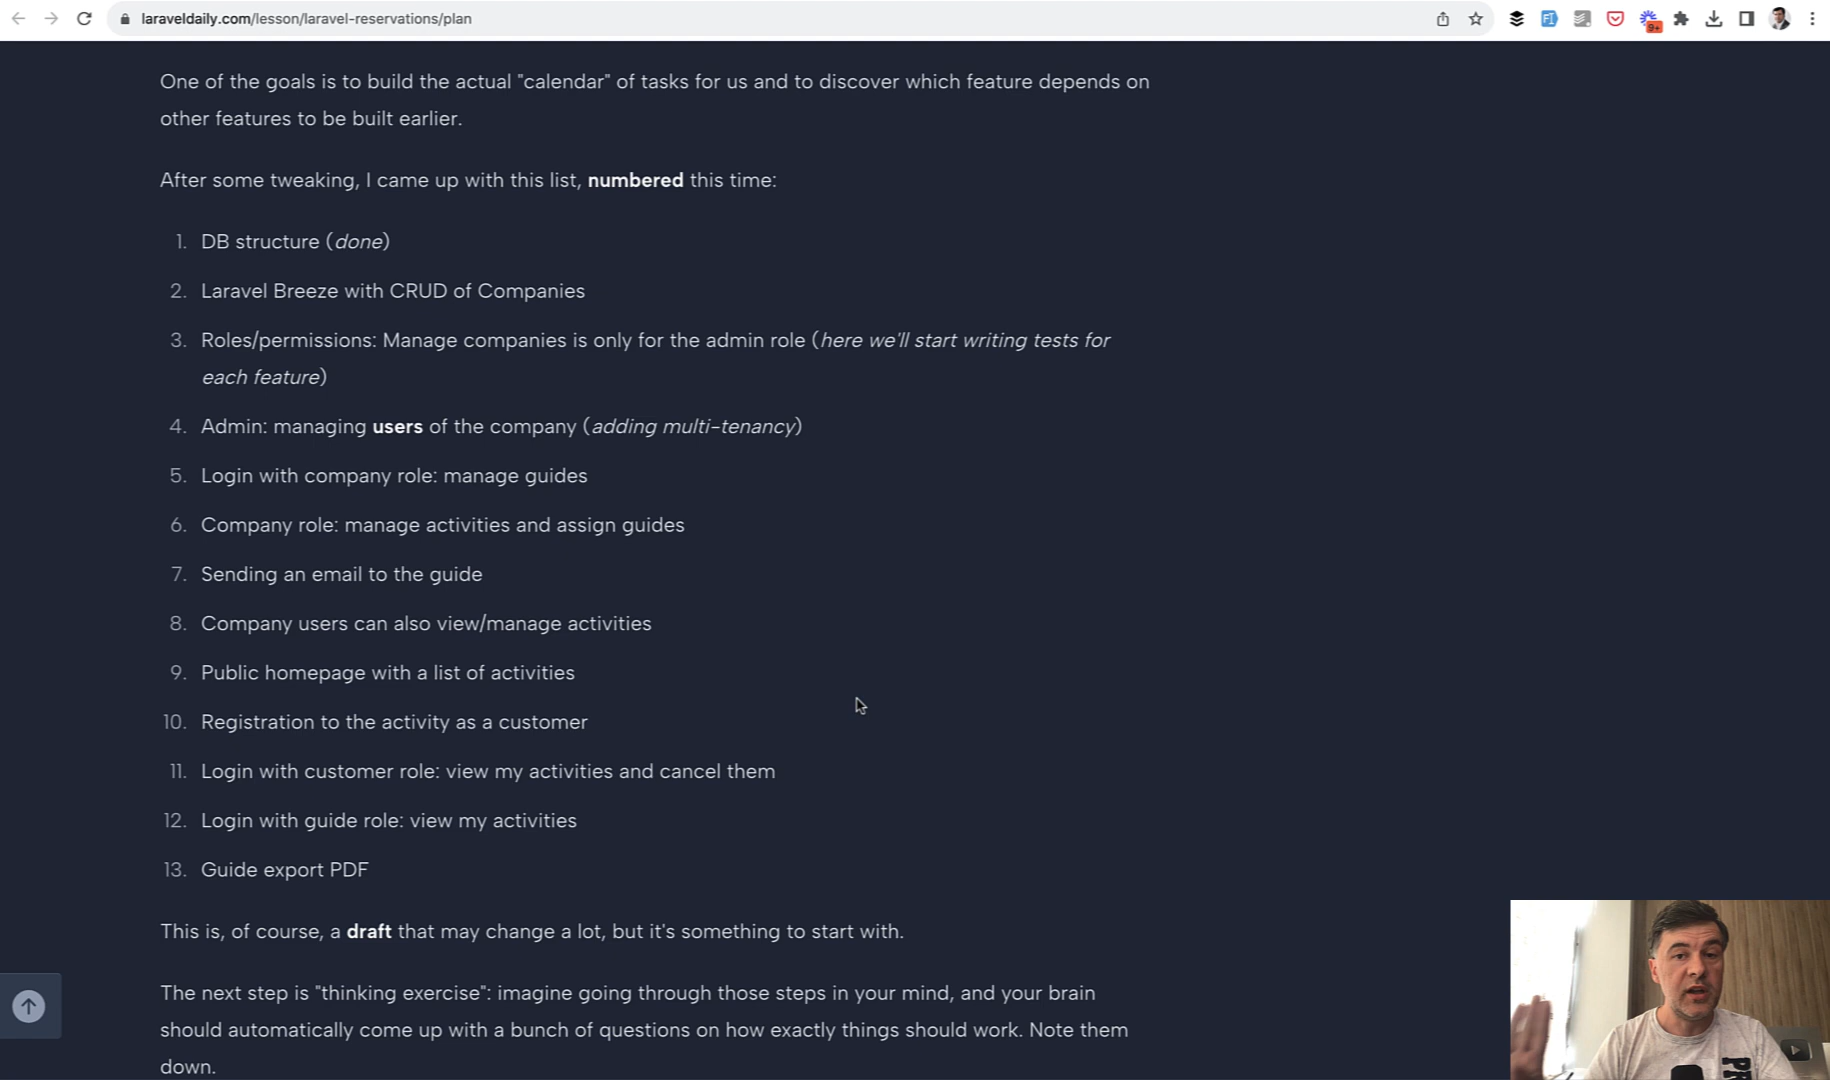 laraveldaily.com/lesson/laravel-reservations/plan
9+
One of the goals is to build the actual "calendar" of tasks for us and to discover which feature depends on
other features to be built earlier.
After some tweaking, I came up with this list, numbered this time:
1. DB structure (done)
2. Laravel Breeze with CRUD of Companies
3. Roles/permissions: Manage companies is only for the admin role (here we'll start writing tests for
each feature)
4. Admin: managing users of the company (adding multi-tenancy)
5. Login with company role: manage guides
6. Company role: manage activities and assign guides
7. Sending an email to the guide
8. Company users can also view/manage activities
9. Public homepage with a list of activities
10. Registration to the activity as a customer
11. Login with customer role: view my activities and cancel them
12. Login with guide role: view my activities
13. Guide export PDF
This is, of course, a draft that may change a lot, but it's something to start with.
The next step is "thinking exercise": imagine going through those steps in your mind, and your brain
should automatically come up with a bunch of questions on how exactly things should work. Note them
down.